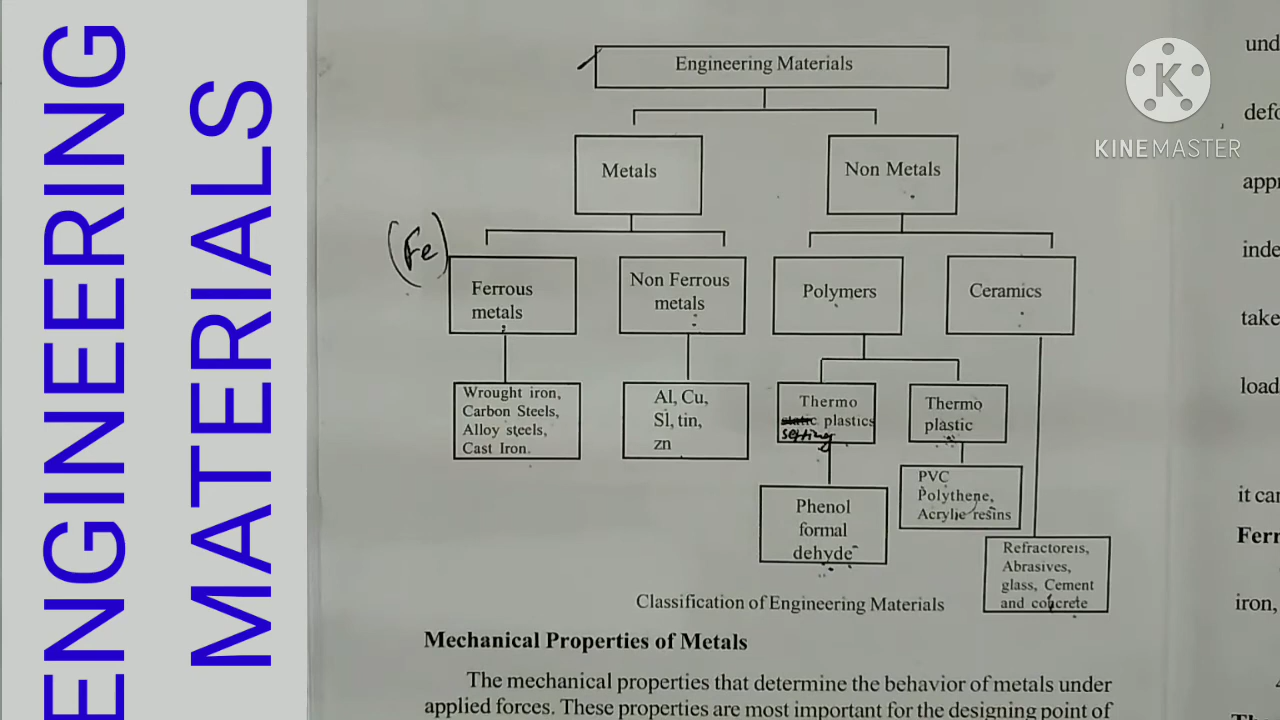 ENGINEERING
MATERIALS
KINEMASTER
Engineering Materials
Metals
Non Metals
(Fe)
Ferrous
metals
Non Ferrous
metals
Polymers
Ceramics
Wrought iron,
Carbon Steels,
Alloy steels,
Cast Iron.
Al, Cu,
Sl, tin,
zn
Thermo
static plastics
setting
Thermo
plastic
Phenol
formal
dehyde
PVC
Polythene,
Acrylic resins
Refractoreis,
Abrasives,
glass, Cement
and cocrete
Classification of Engineering Materials
Mechanical Properties of Metals
The mechanical properties that determine the behavior of metals under
applied forces. These properties are most important for the designing point of
und
defo
appr
inde
take
load
it can
Ferr
iron,